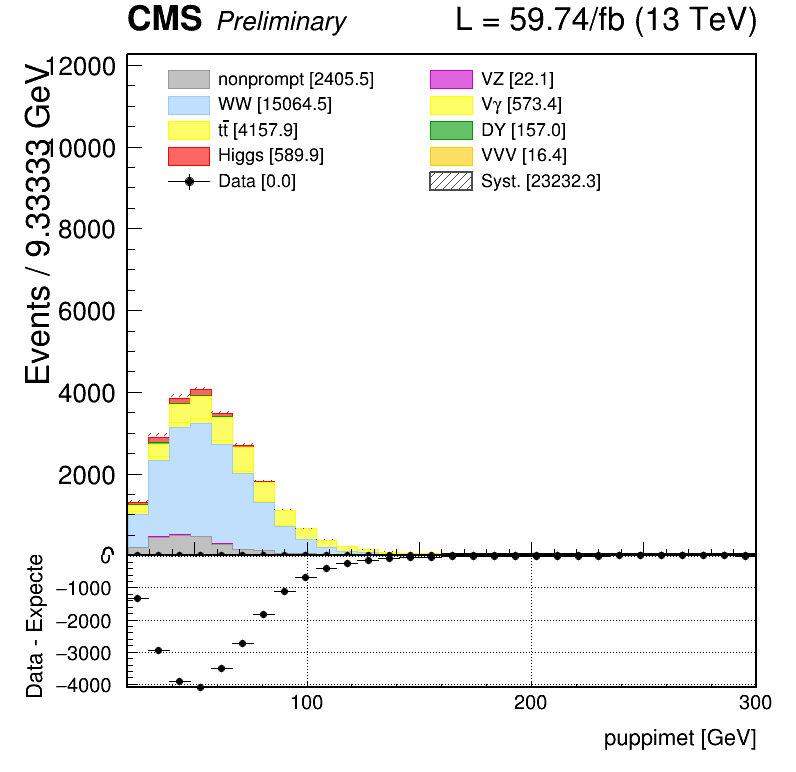 CMS Preliminary L = 59.74/fb (13 TeV)
Events / 9.33333 GeV
12000
10000
8000
6000
4000
2000
0
nonprompt [2405.5] VZ [22.1]
WW [15064.5] Vγ [573.4]
tt̄ [4157.9] DY [157.0]
Higgs [589.9] VVV [16.4]
Data [0.0] Syst. [23232.3]
Data - Expecte
0
−1000
−2000
−3000
−4000
100 200 300
puppimet [GeV]